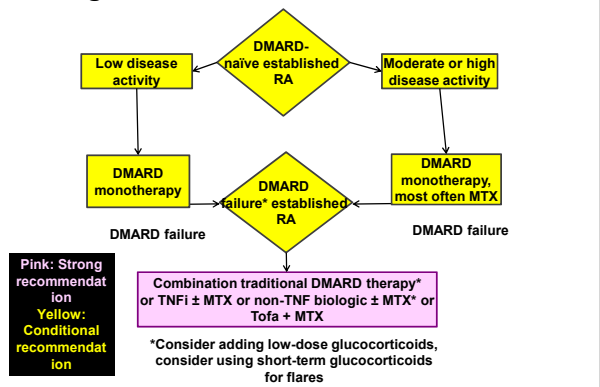 DMARD-
naïve established
RA
Low disease
activity
Moderate or high
disease activity
DMARD
monotherapy
DMARD
failure* established
RA
DMARD
monotherapy,
most often MTX
DMARD failure
DMARD failure
Pink: Strong
recommendat
ion
Yellow:
Conditional
recommendat
ion
Combination traditional DMARD therapy*
or TNFi ± MTX or non-TNF biologic ± MTX* or
Tofa + MTX
*Consider adding low-dose glucocorticoids,
consider using short-term glucocorticoids
for flares